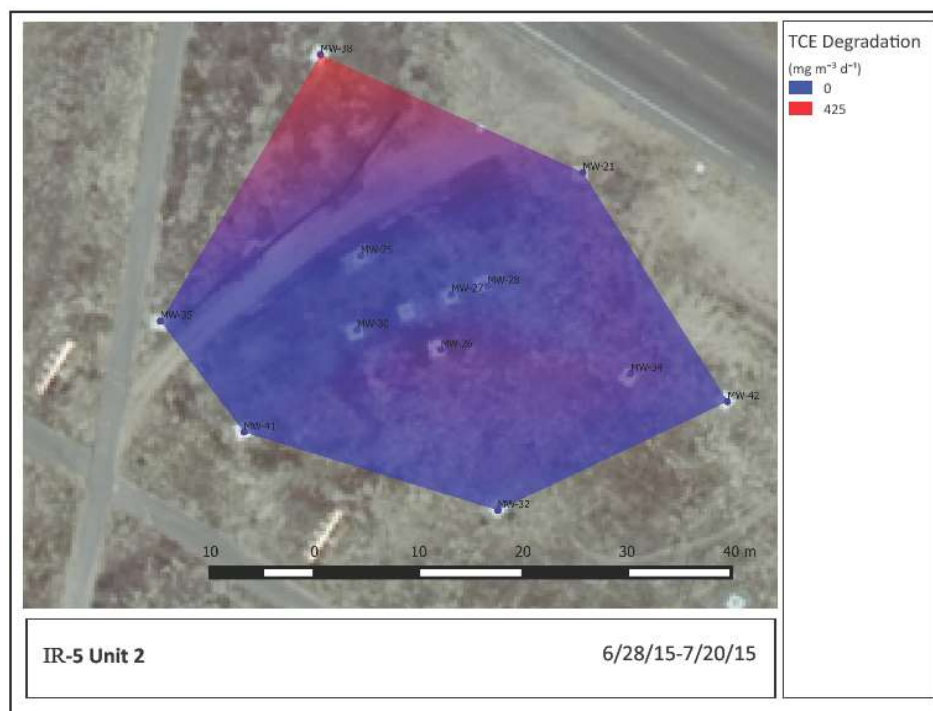 MW-38
MW-21
MW-25
MW-28
MW-27
MW-35
MW-30
MW-26
MW-34
MW-42
MW-41
MW-32
10 0 10 20 30 40 m
TCE Degradation
(mg m⁻³ d⁻¹)
0
425
IR-5 Unit 2 6/28/15-7/20/15